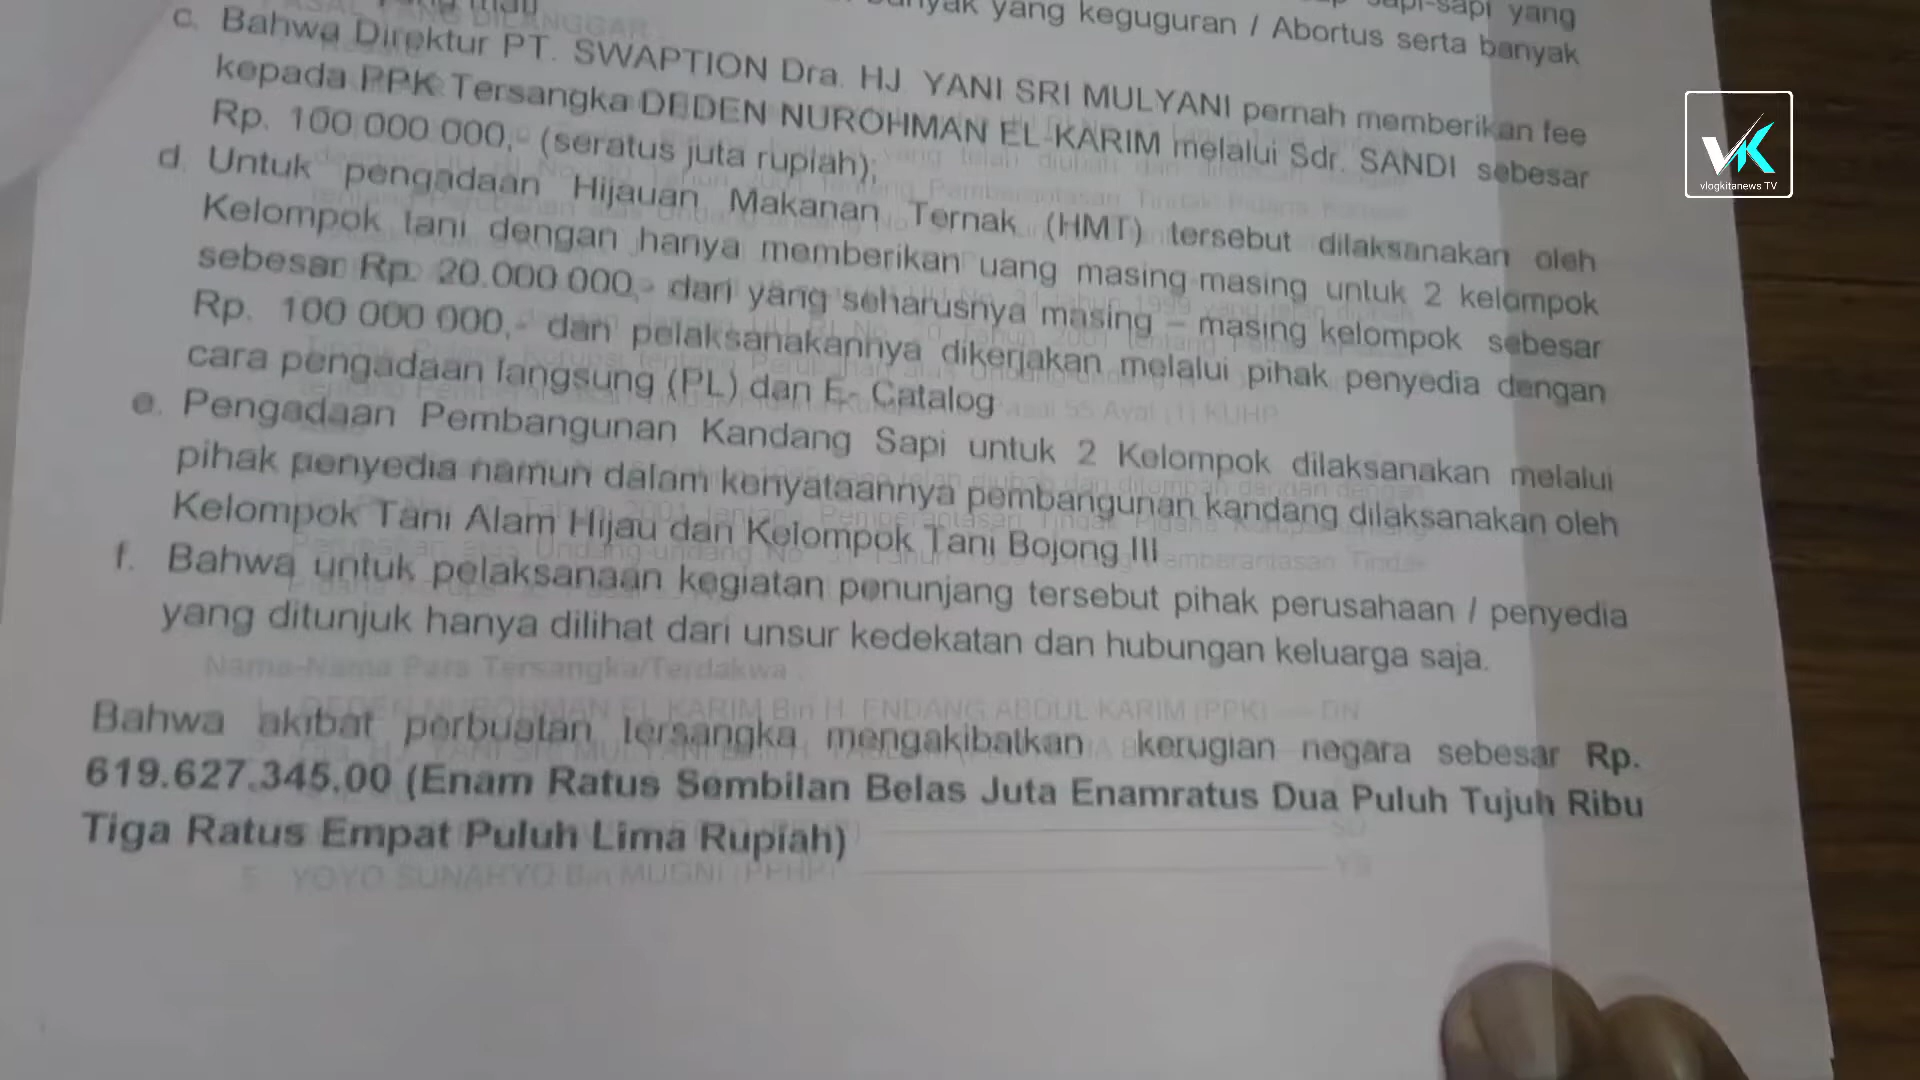 banyak yang keguguran / Abortus serta banyak
c. Bahwa Direktur PT. SWAPTION Dra. HJ YANI SRI MULYANI pernah memberikan fee
kepada PPK Tersangka DEDEN NUROHMAN EL-KARIM melalui Sdr. SANDI sebesar
Rp. 100.000.000,- (seratus juta rupiah);
d. Untuk pengadaan Hijauan Makanan Ternak (HMT) tersebut dilaksanakan oleh
Kelompok tani dengan hanya memberikan uang masing masing untuk 2 kelompok
sebesar Rp. 20.000.000,- dari yang seharusnya masing – masing kelompok sebesar
Rp. 100.000.000,- dan pelaksanakannya dikerjakan melalui pihak penyedia dengan
cara pengadaan langsung (PL) dan E- Catalog
e. Pengadaan Pembangunan Kandang Sapi untuk 2 Kelompok dilaksanakan melalui
pihak penyedia namun dalam kenyataannya pembangunan kandang dilaksanakan oleh
Kelompok Tani Alam Hijau dan Kelompok Tani Bojong III
f. Bahwa untuk pelaksanaan kegiatan penunjang tersebut pihak perusahaan / penyedia
yang ditunjuk hanya dilihat dari unsur kedekatan dan hubungan keluarga saja.
Nama-Nama Para Tersangka/Terdakwa
Bahwa akibat perbuatan tersangka mengakibatkan kerugian negara sebesar Rp.
619.627.345,00 (Enam Ratus Sembilan Belas Juta Enamratus Dua Puluh Tujuh Ribu
Tiga Ratus Empat Puluh Lima Rupiah)
VK
vlogkitanews TV